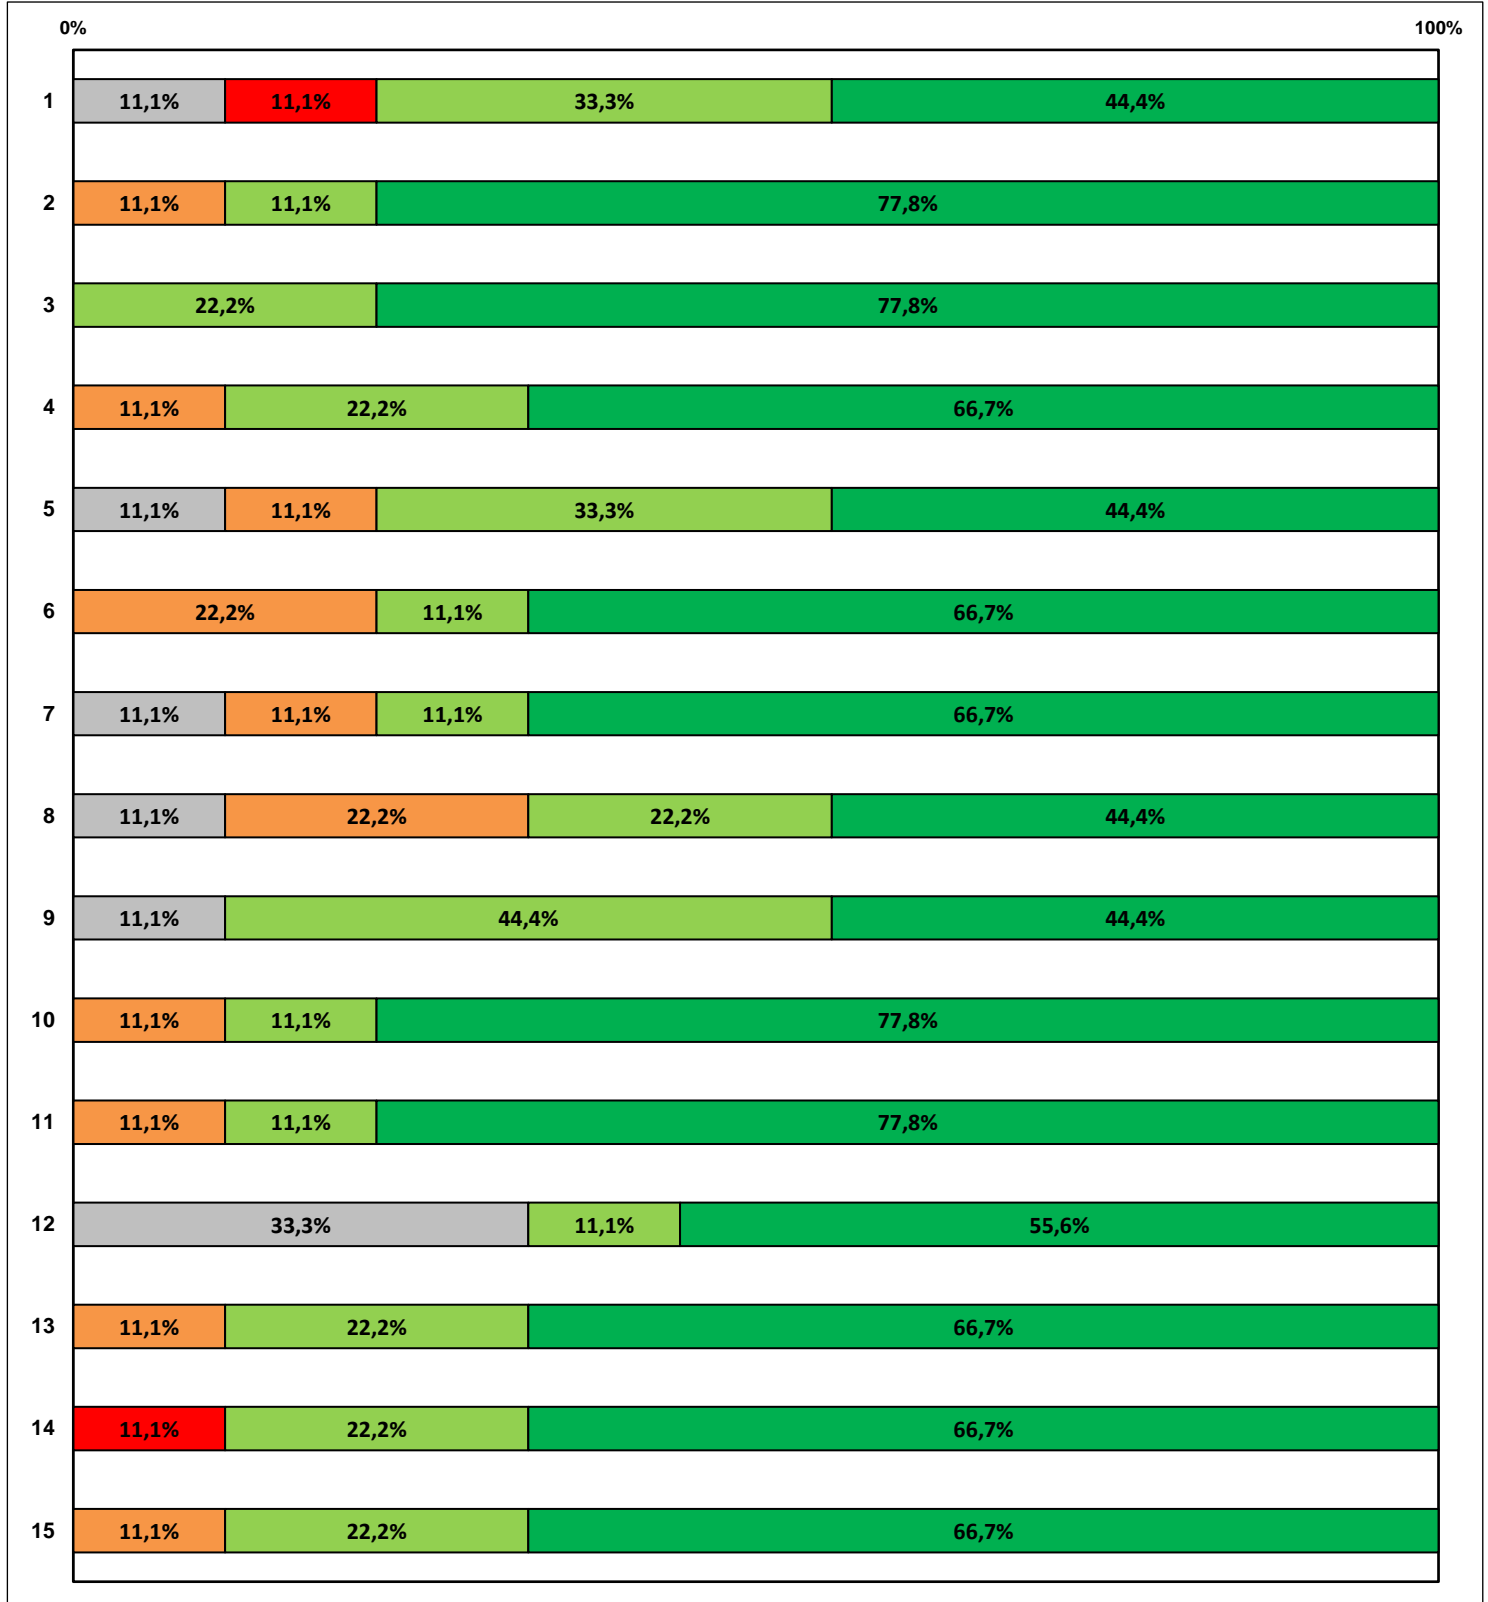 0% 100%
1 11,1% 11,1% 33,3% 44,4%
2 11,1% 11,1% 77,8%
3 22,2% 77,8%
4 11,1% 22,2% 66,7%
5 11,1% 11,1% 33,3% 44,4%
6 22,2% 11,1% 66,7%
7 11,1% 11,1% 11,1% 66,7%
8 11,1% 22,2% 22,2% 44,4%
9 11,1% 44,4% 44,4%
10 11,1% 11,1% 77,8%
11 11,1% 11,1% 77,8%
12 33,3% 11,1% 55,6%
13 11,1% 22,2% 66,7%
14 11,1% 22,2% 66,7%
15 11,1% 22,2% 66,7%